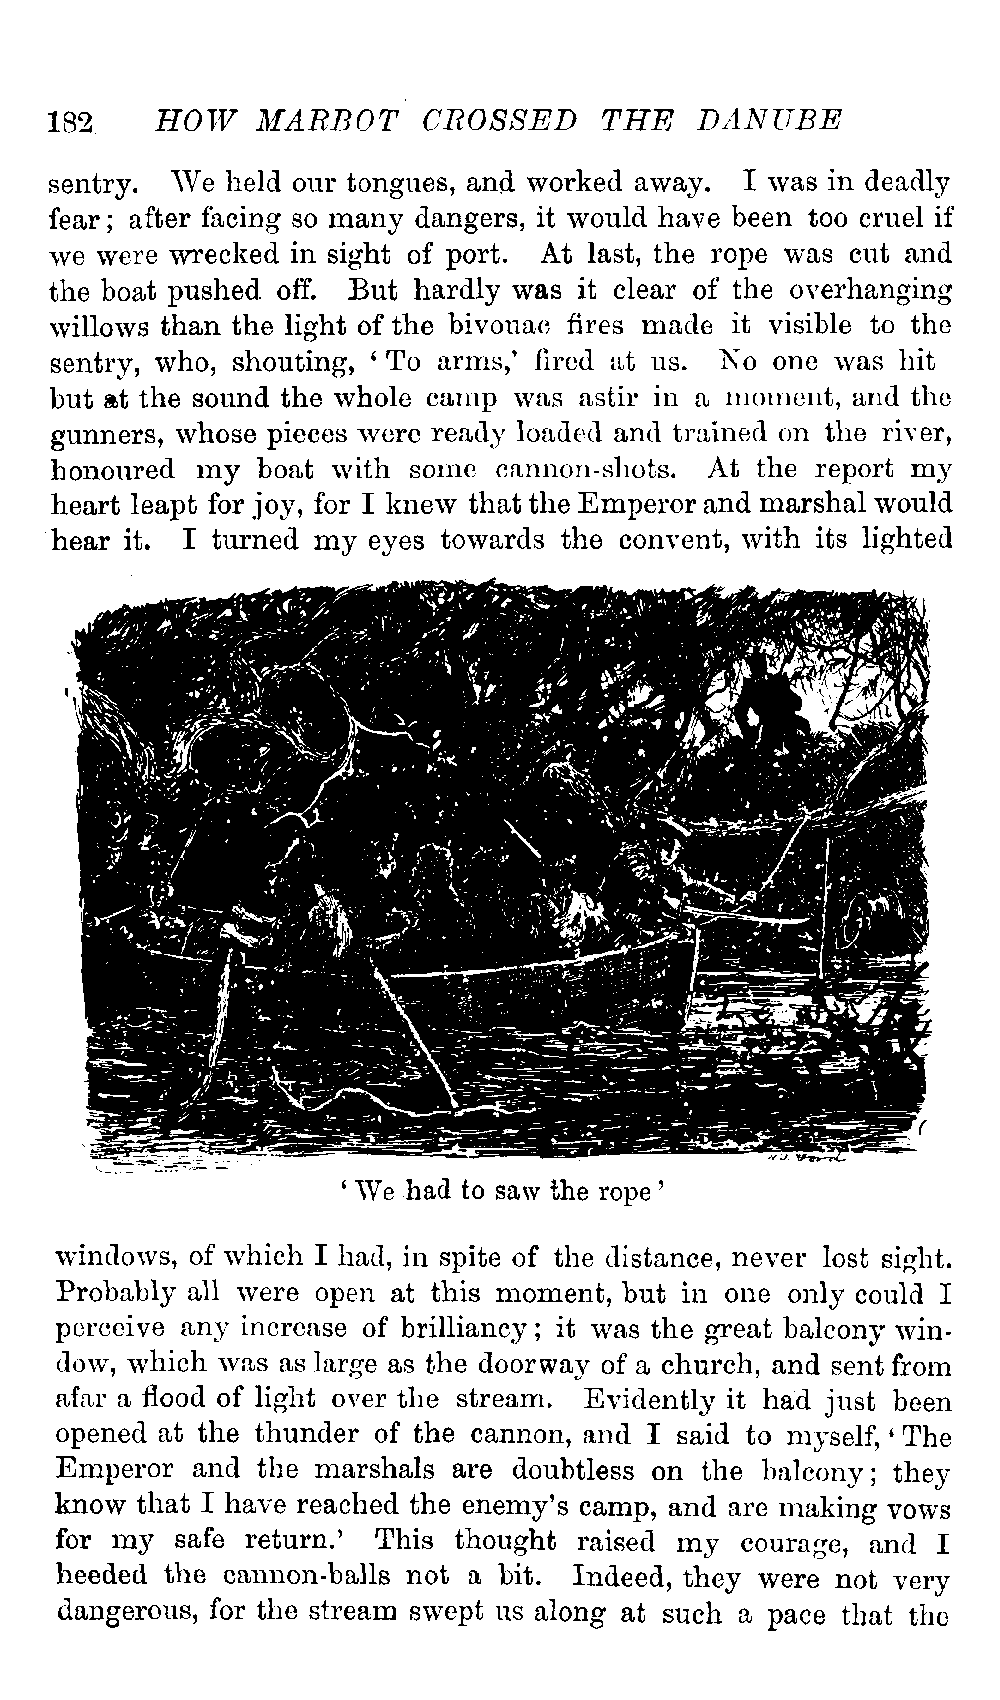 182 HOW MARBOT CROSSED THE DANUBE
sentry. We held our tongues, and worked away. I was in deadly
fear; after facing so many dangers, it would have been too cruel if
we were wrecked in sight of port. At last, the rope was cut and
the boat pushed off. But hardly was it clear of the overhanging
willows than the light of the bivouac fires made it visible to the
sentry, who, shouting, ‘To arms,’ fired at us. No one was hit
but at the sound the whole camp was astir in a moment, and the
gunners, whose pieces were ready loaded and trained on the river,
honoured my boat with some cannon-shots. At the report my
heart leapt for joy, for I knew that the Emperor and marshal would
hear it. I turned my eyes towards the convent, with its lighted
H.J. Ford
‘We had to saw the rope’
windows, of which I had, in spite of the distance, never lost sight.
Probably all were open at this moment, but in one only could I
perceive any increase of brilliancy; it was the great balcony win-
dow, which was as large as the doorway of a church, and sent from
afar a flood of light over the stream. Evidently it had just been
opened at the thunder of the cannon, and I said to myself, ‘The
Emperor and the marshals are doubtless on the balcony; they
know that I have reached the enemy’s camp, and are making vows
for my safe return.’ This thought raised my courage, and I
heeded the cannon-balls not a bit. Indeed, they were not very
dangerous, for the stream swept us along at such a pace that the